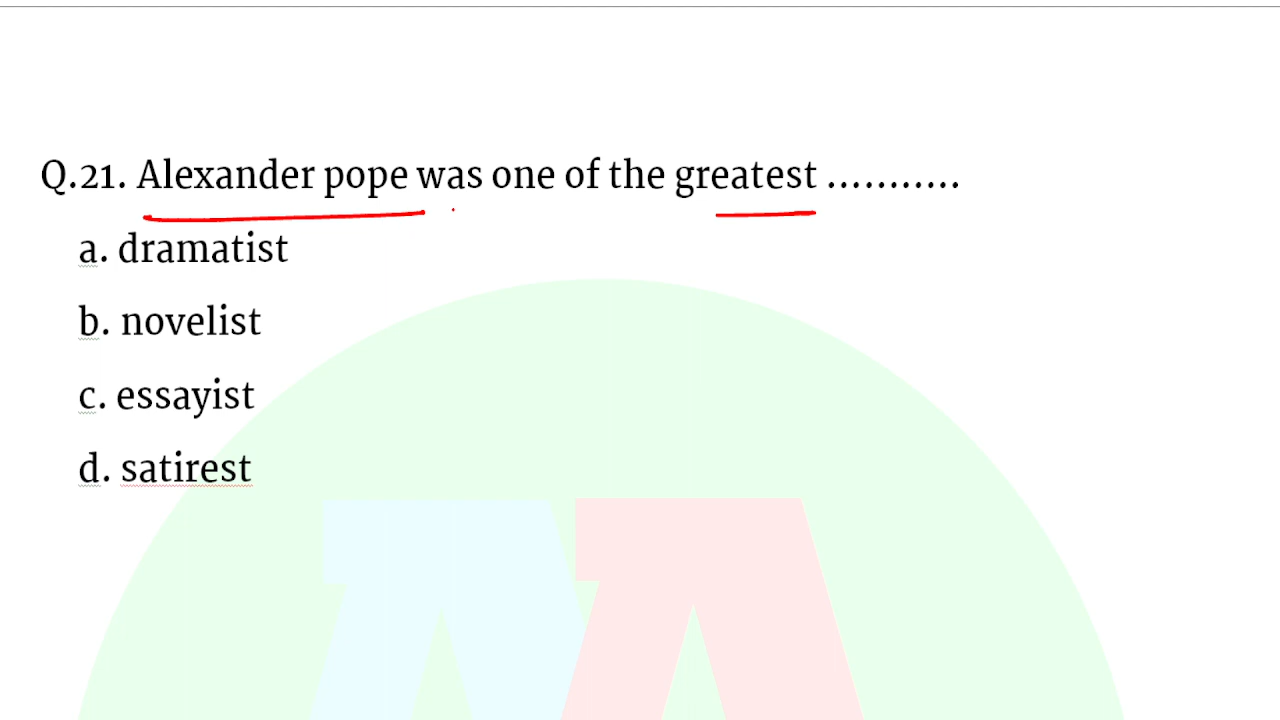 Q.21. Alexander pope was one of the greatest ...........
a. dramatist
b. novelist
c. essayist
d. satirest